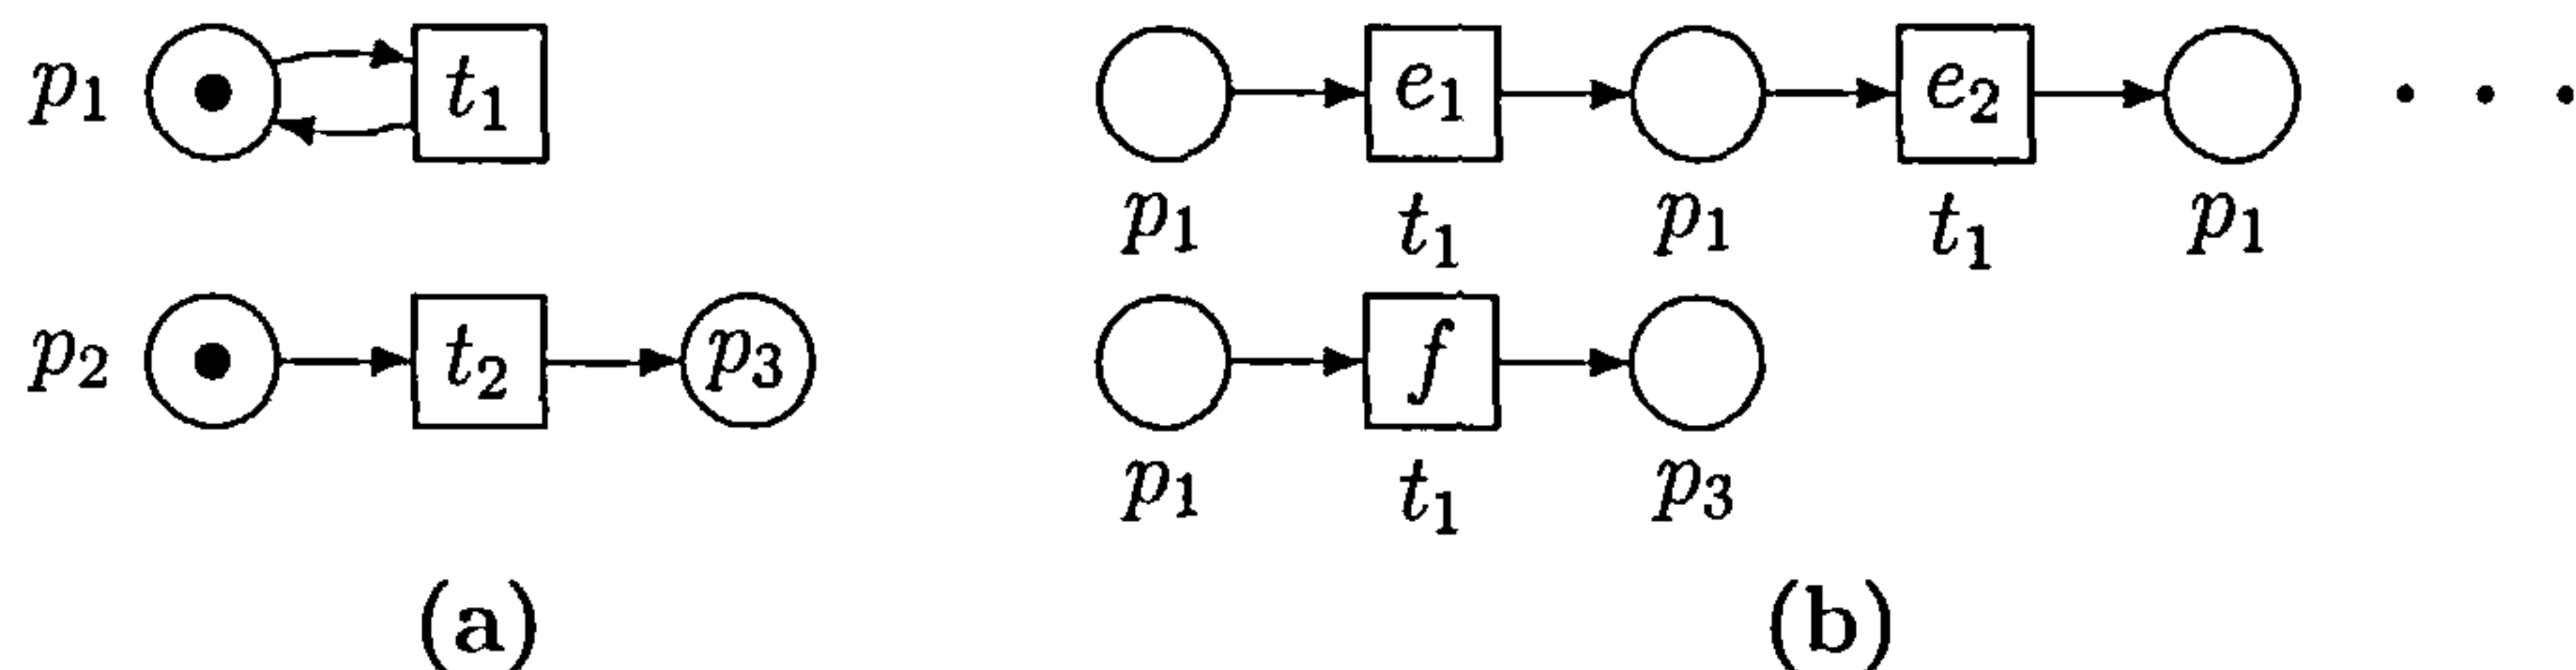 p₁ t₁ e₁ e₂ . . .
p₁ t₁ p₁ t₁ p₁
p₂ t₂ p₃ f
p₁ t₁ p₃
(a) (b)